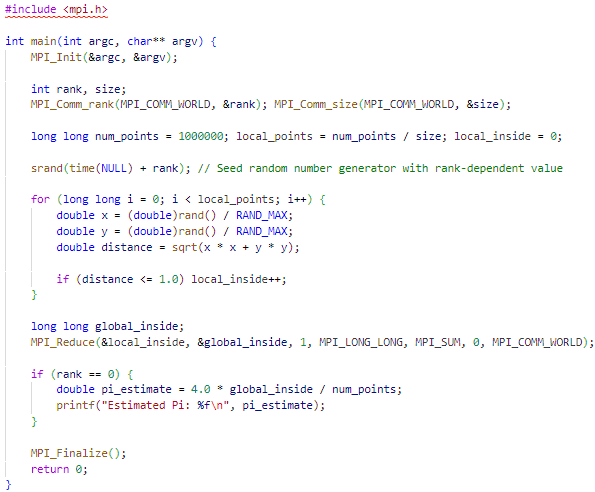 #include <mpi.h>
int main(int argc, char** argv) {
MPI_Init(&argc, &argv);
int rank, size;
MPI_Comm_rank(MPI_COMM_WORLD, &rank); MPI_Comm_size(MPI_COMM_WORLD, &size);
long long num_points = 1000000; local_points = num_points / size; local_inside = 0;
srand(time(NULL) + rank); // Seed random number generator with rank-dependent value
for (long long i = 0; i < local_points; i++) {
double x = (double)rand() / RAND_MAX;
double y = (double)rand() / RAND_MAX;
double distance = sqrt(x * x + y * y);
if (distance <= 1.0) local_inside++;
}
long long global_inside;
MPI_Reduce(&local_inside, &global_inside, 1, MPI_LONG_LONG, MPI_SUM, 0, MPI_COMM_WORLD);
if (rank == 0) {
double pi_estimate = 4.0 * global_inside / num_points;
printf("Estimated Pi: %f\n", pi_estimate);
}
MPI_Finalize();
return 0;
}